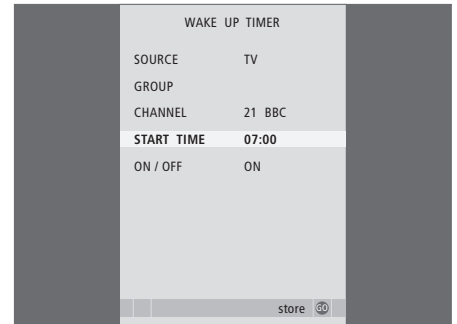 WAKE UP TIMER
SOURCE TV
GROUP
CHANNEL 21 BBC
START TIME 07:00
ON / OFF ON
store GO